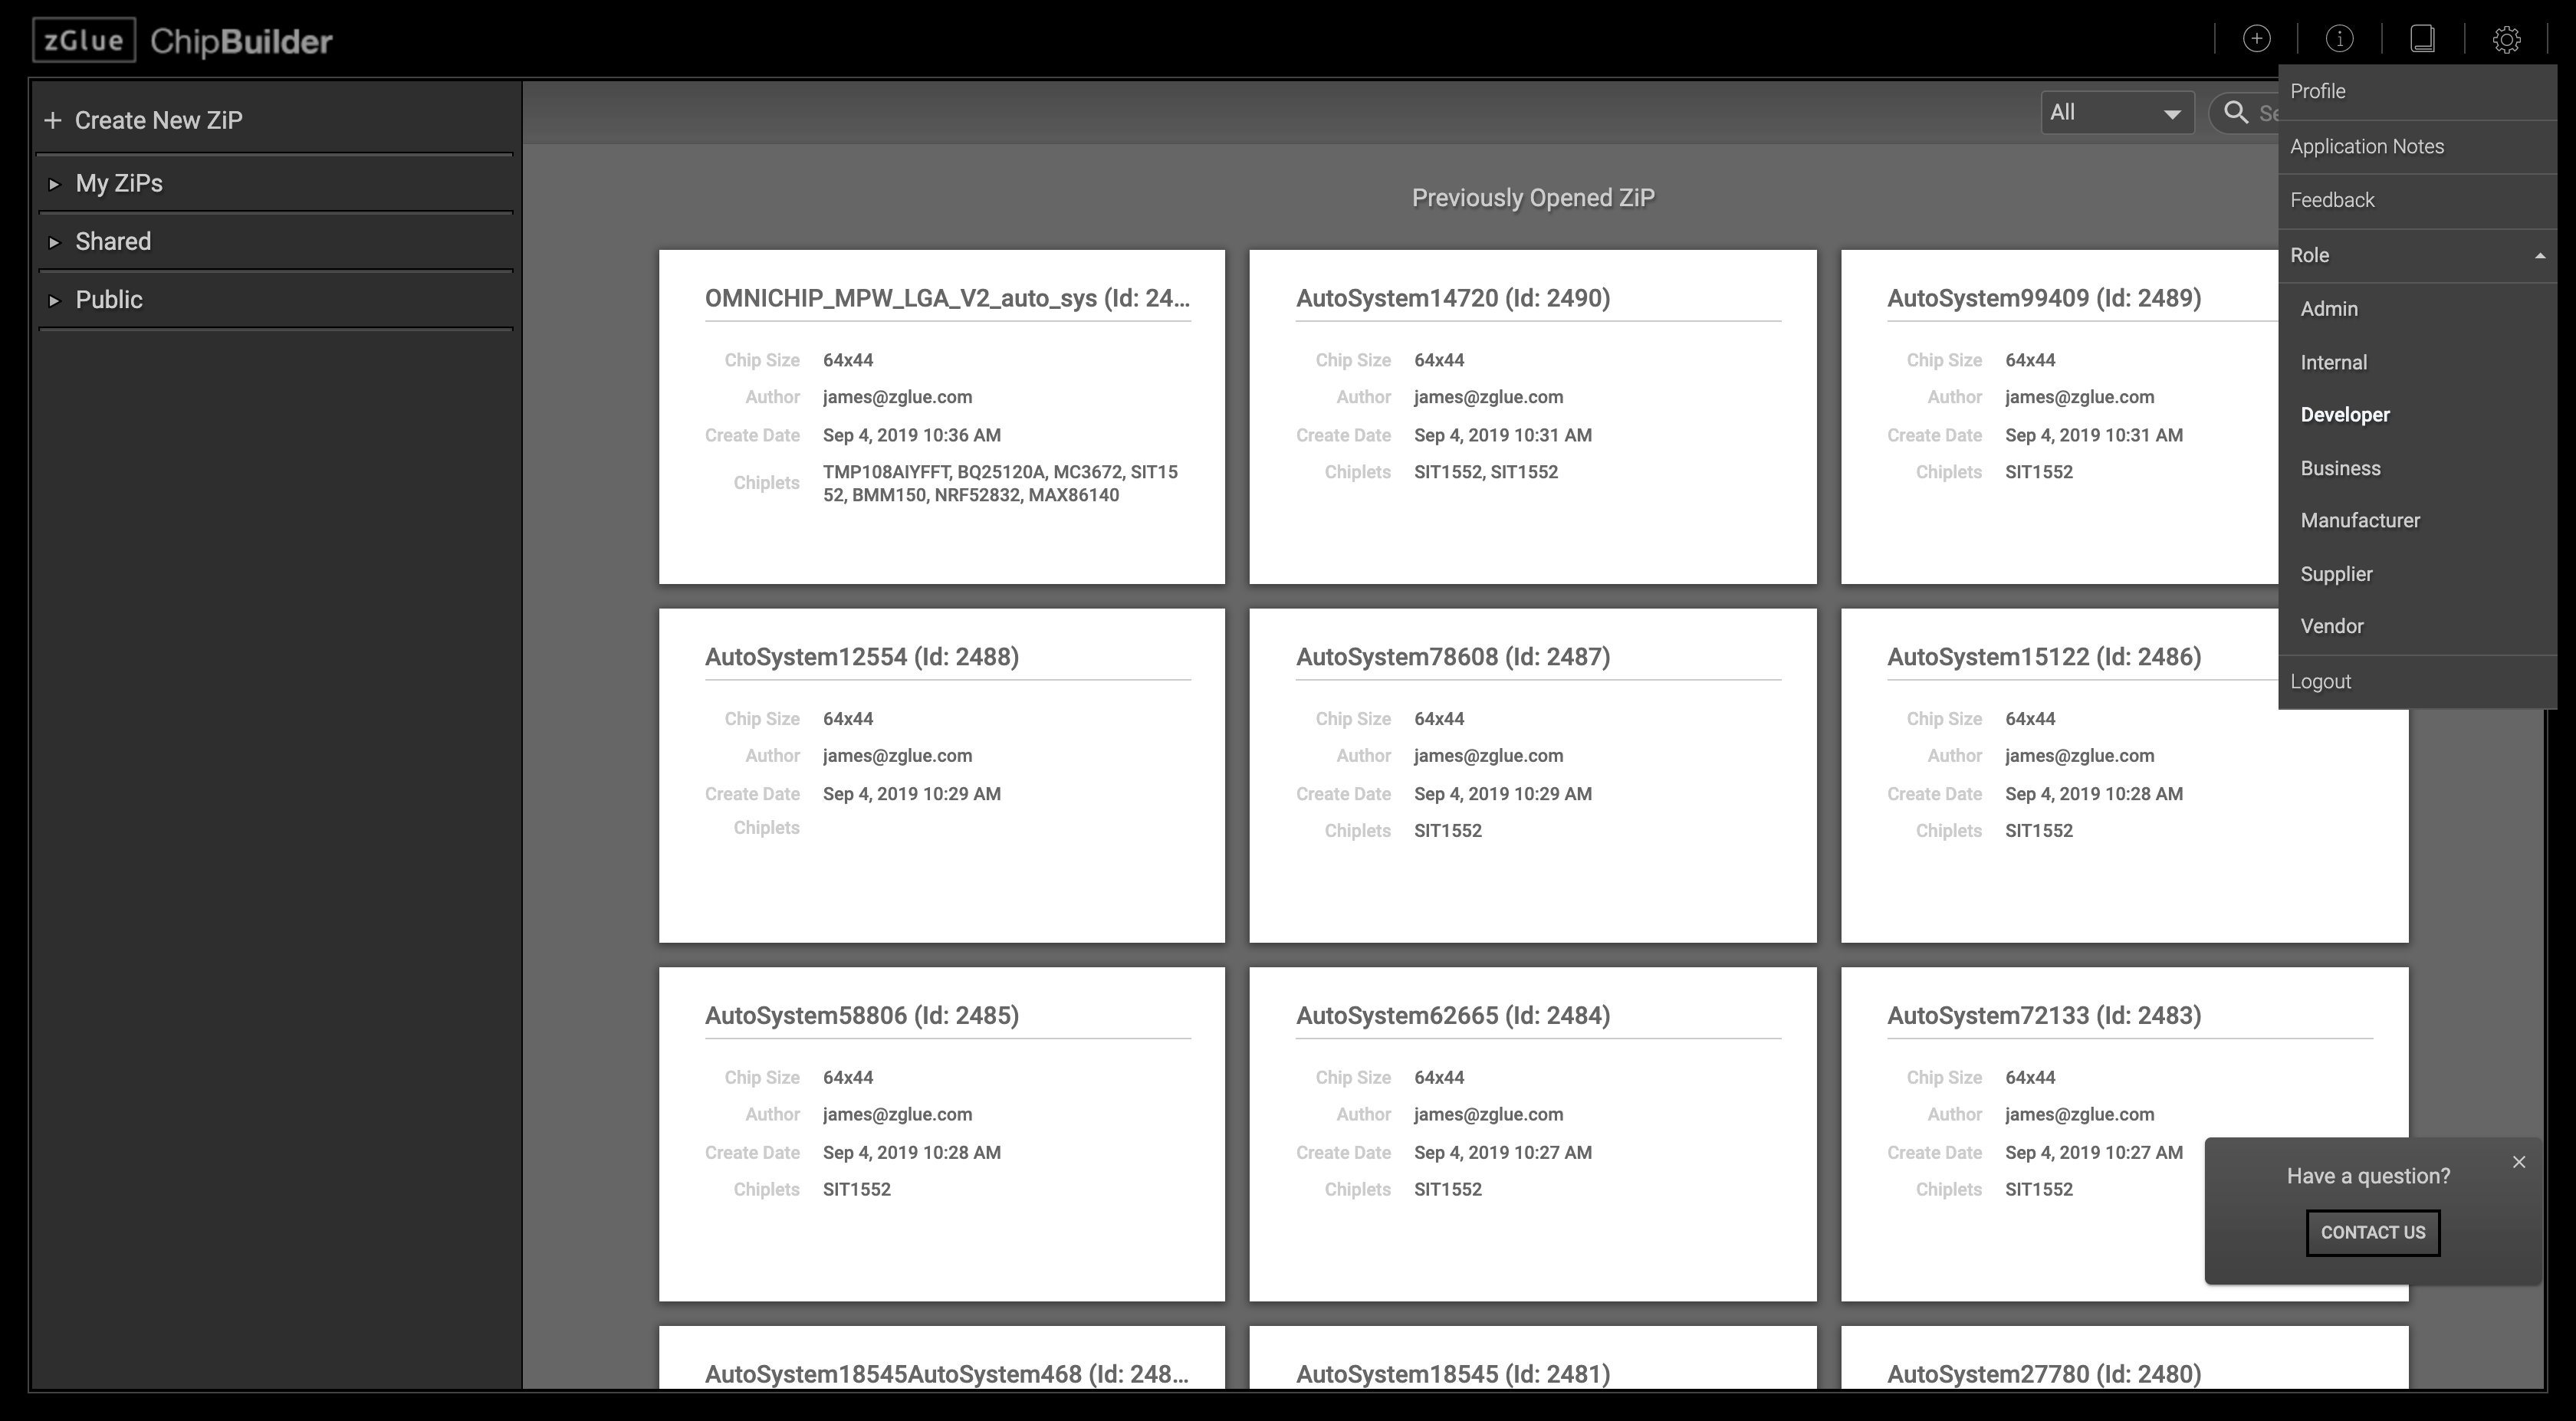 zGlue ChipBuilder
Create New ZiP
My ZiPs
Shared
Public
All
Previously Opened ZiP
OMNICHIP_MPW_LGA_V2_auto_sys (Id: 24...
Chip Size 64x44
Author james@zglue.com
Create Date Sep 4, 2019 10:36 AM
Chiplets TMP108AIYFFT, BQ25120A, MC3672, SIT15
52, BMM150, NRF52832, MAX86140
AutoSystem14720 (Id: 2490)
Chip Size 64x44
Author james@zglue.com
Create Date Sep 4, 2019 10:31 AM
Chiplets SIT1552, SIT1552
AutoSystem99409 (Id: 2489)
Chip Size 64x44
Author james@zglue.com
Create Date Sep 4, 2019 10:31 AM
Chiplets SIT1552
AutoSystem12554 (Id: 2488)
Chip Size 64x44
Author james@zglue.com
Create Date Sep 4, 2019 10:29 AM
Chiplets
AutoSystem78608 (Id: 2487)
Chip Size 64x44
Author james@zglue.com
Create Date Sep 4, 2019 10:29 AM
Chiplets SIT1552
AutoSystem15122 (Id: 2486)
Chip Size 64x44
Author james@zglue.com
Create Date Sep 4, 2019 10:28 AM
Chiplets SIT1552
AutoSystem58806 (Id: 2485)
Chip Size 64x44
Author james@zglue.com
Create Date Sep 4, 2019 10:28 AM
Chiplets SIT1552
AutoSystem62665 (Id: 2484)
Chip Size 64x44
Author james@zglue.com
Create Date Sep 4, 2019 10:27 AM
Chiplets SIT1552
AutoSystem72133 (Id: 2483)
Chip Size 64x44
Author james@zglue.com
Create Date Sep 4, 2019 10:27 AM
Chiplets SIT1552
AutoSystem18545AutoSystem468 (Id: 248...
AutoSystem18545 (Id: 2481)
AutoSystem27780 (Id: 2480)
Profile
Application Notes
Feedback
Role
Admin
Internal
Developer
Business
Manufacturer
Supplier
Vendor
Logout
Have a question?
CONTACT US